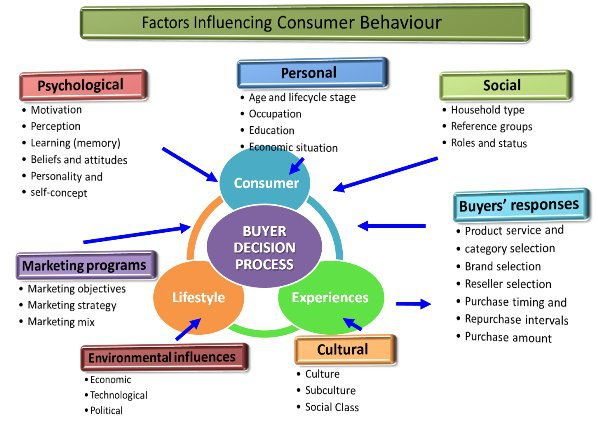 Factors Influencing Consumer Behaviour
Psychological
• Motivation
• Perception
• Learning (memory)
• Beliefs and attitudes
• Personality and
• self-concept
Personal
• Age and lifecycle stage
• Occupation
• Education
• Economic situation
Social
• Household type
• Reference groups
• Roles and status
Consumer
BUYER
DECISION
PROCESS
Lifestyle
Experiences
Buyers' responses
• Product service and
• category selection
• Brand selection
• Reseller selection
• Purchase timing and
• Repurchase intervals
• Purchase amount
Marketing programs
• Marketing objectives
• Marketing strategy
• Marketing mix
Environmental influences
• Economic
• Technological
• Political
Cultural
• Culture
• Subculture
• Social Class